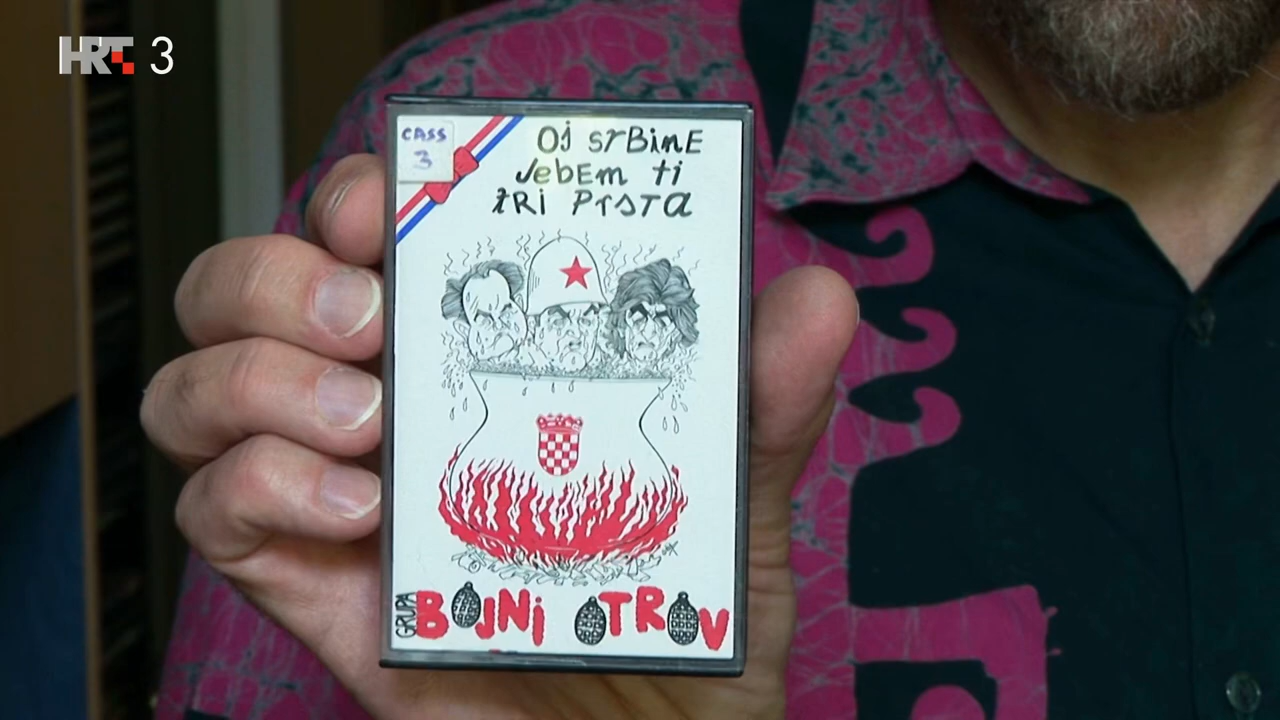 HRT 3
CASS
3
Oj SrBinE
JebEm ti
tRi PrSTa
GRUPA BOJNi OTROV